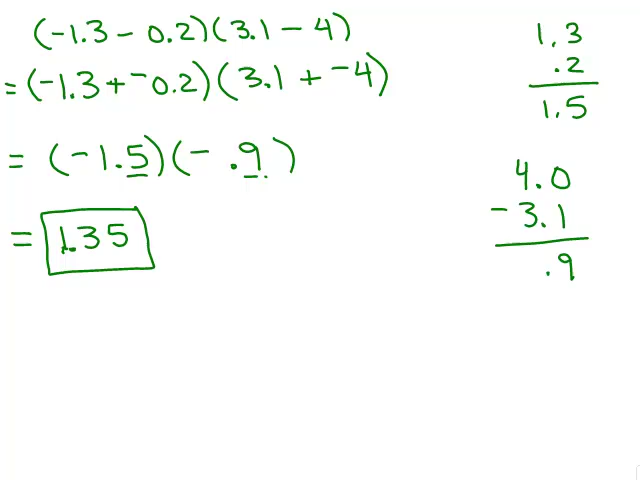 (-1.3 - 0.2)(3.1 - 4)
= (-1.3 + -0.2)(3.1 + -4)
= (-1.5)(- .9)
= 1.35
1.3
.2
1.5
4.0
- 3.1
.9